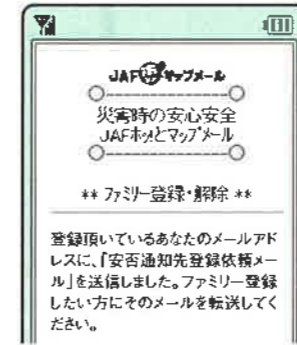 JAFホッとマップメール
災害時の安心安全
JAFホッとマップメール
** ファミリー登録・解除 **
登録頂いているあなたのメールアド
レスに、「安否通知先登録依頼メー
ル」を送信しました。ファミリー登録
したい方にそのメールを転送してく
ださい。